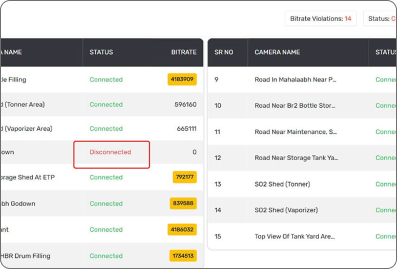 Bitrate Violations: 14 Status:
A NAME STATUS BITRATE
tle Filling Connected 4183909
d (Tonner Area) Connected 596160
d (Vaporizer Area) Connected 665111
own Disconnected 0
orage Shed At ETP Connected 792177
bh Godown Connected 839588
ant Connected 4186032
HBR Drum Filling Connected 1734813
SR NO CAMERA NAME STATUS
9 Road In Mahalaabh Near P... Conne
10 Road Near Br2 Bottle Stor... Conne
11 Road Near Maintenance, S... Conne
12 Road Near Storage Tank Ya... Conne
13 SO2 Shed (Tonner) Conne
14 SO2 Shed (Vaporizer) Conne
15 Top View Of Tank Yard Are... Conne